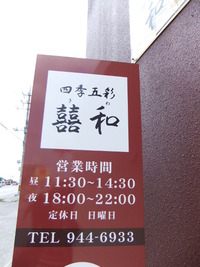 四季五彩
囍和
営業時間
昼 11:30~14:30
夜 18:00~22:00
定休日 日曜日
TEL 944-6933